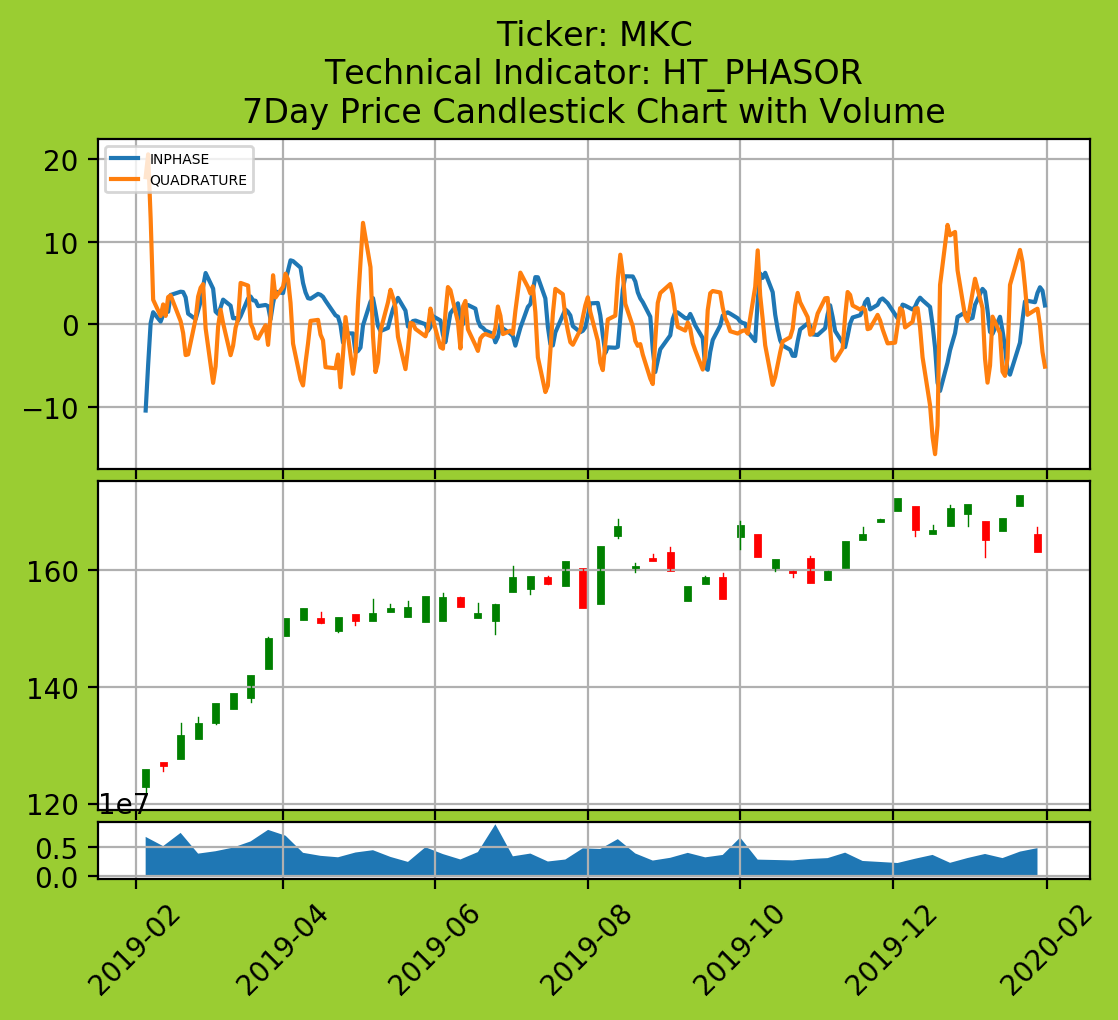 Ticker: MKC
Technical Indicator: HT_PHASOR
7Day Price Candlestick Chart with Volume
INPHASE
QUADRATURE
20
10
0
−10
160
140
120
1e7
0.5
0.0
2019-02
2019-04
2019-06
2019-08
2019-10
2019-12
2020-02